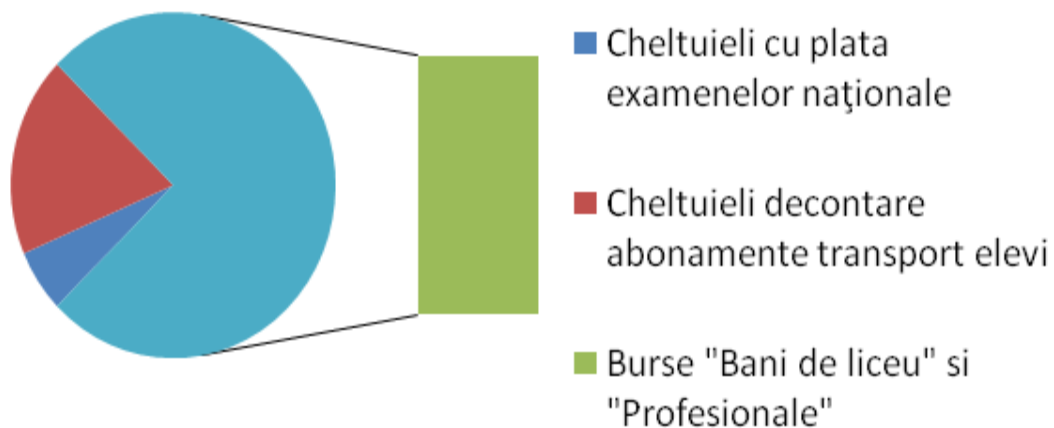 Cheltuieli cu plata
examenelor naţionale
Cheltuieli decontare
abonamente transport elevi
Burse "Bani de liceu" si
"Profesionale"